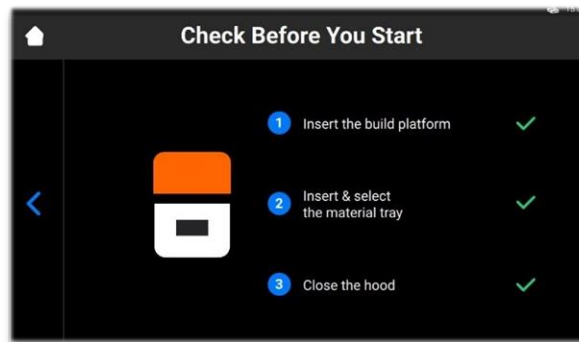 Check Before You Start
1 Insert the build platform
2 Insert & select
the material tray
3 Close the hood